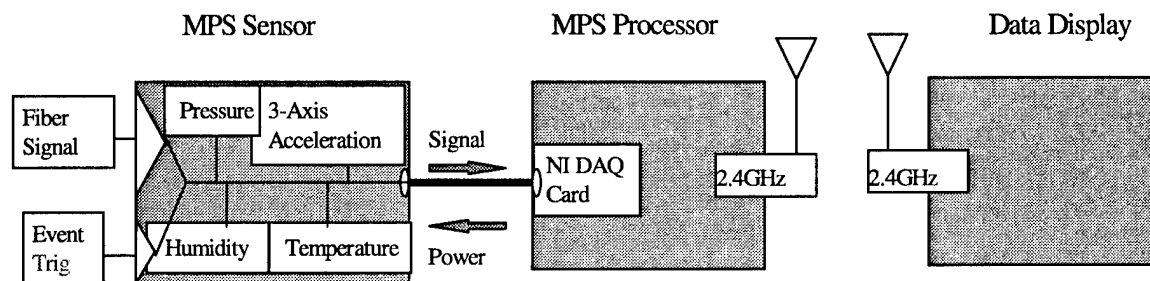 MPS Sensor
MPS Processor
Data Display
Fiber
Signal
Pressure
3-Axis
Acceleration
Signal
NI DAQ
Card
2.4GHz
2.4GHz
Event
Trig
Humidity
Temperature
Power